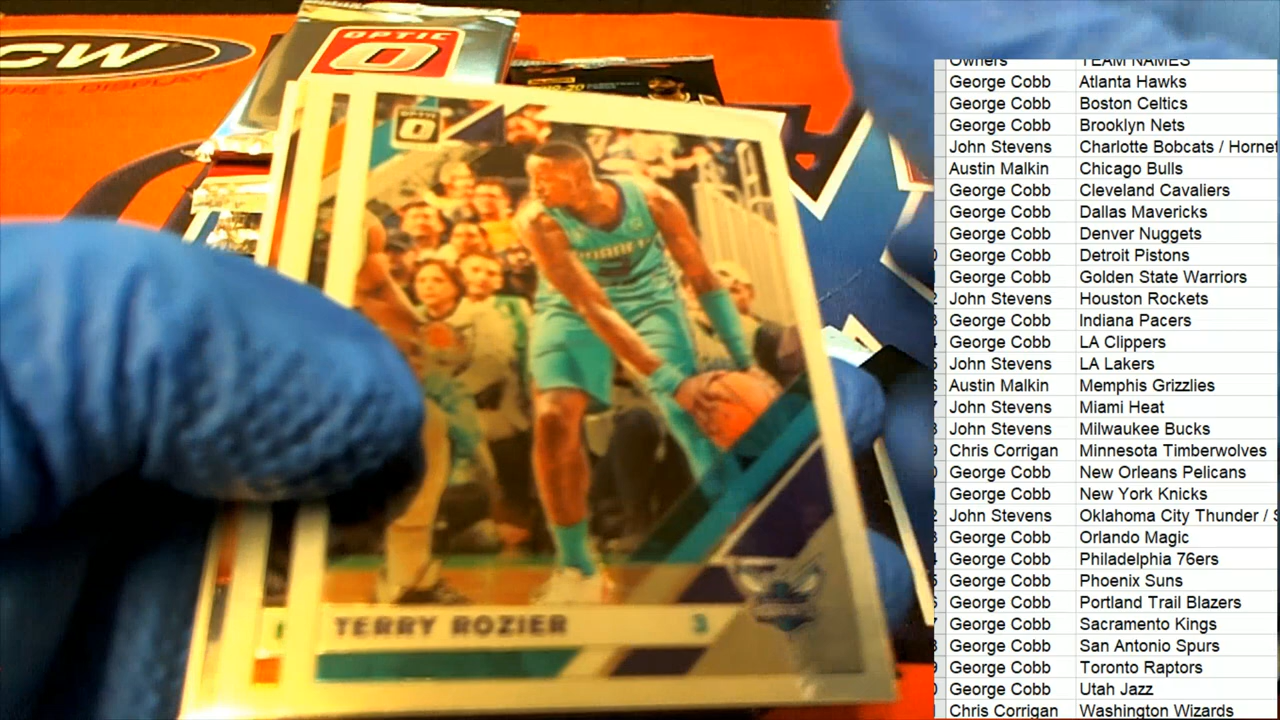 CW
RE. DISPLAY
OPTIC
OPTIC
TERRY ROZIER 3
Owners TEAM NAMES
George Cobb Atlanta Hawks
George Cobb Boston Celtics
George Cobb Brooklyn Nets
John Stevens Charlotte Bobcats / Hornet
Austin Malkin Chicago Bulls
George Cobb Cleveland Cavaliers
George Cobb Dallas Mavericks
George Cobb Denver Nuggets
George Cobb Detroit Pistons
George Cobb Golden State Warriors
John Stevens Houston Rockets
George Cobb Indiana Pacers
George Cobb LA Clippers
John Stevens LA Lakers
Austin Malkin Memphis Grizzlies
John Stevens Miami Heat
John Stevens Milwaukee Bucks
Chris Corrigan Minnesota Timberwolves
George Cobb New Orleans Pelicans
George Cobb New York Knicks
John Stevens Oklahoma City Thunder / S
George Cobb Orlando Magic
George Cobb Philadelphia 76ers
George Cobb Phoenix Suns
George Cobb Portland Trail Blazers
George Cobb Sacramento Kings
George Cobb San Antonio Spurs
George Cobb Toronto Raptors
George Cobb Utah Jazz
Chris Corrigan Washington Wizards